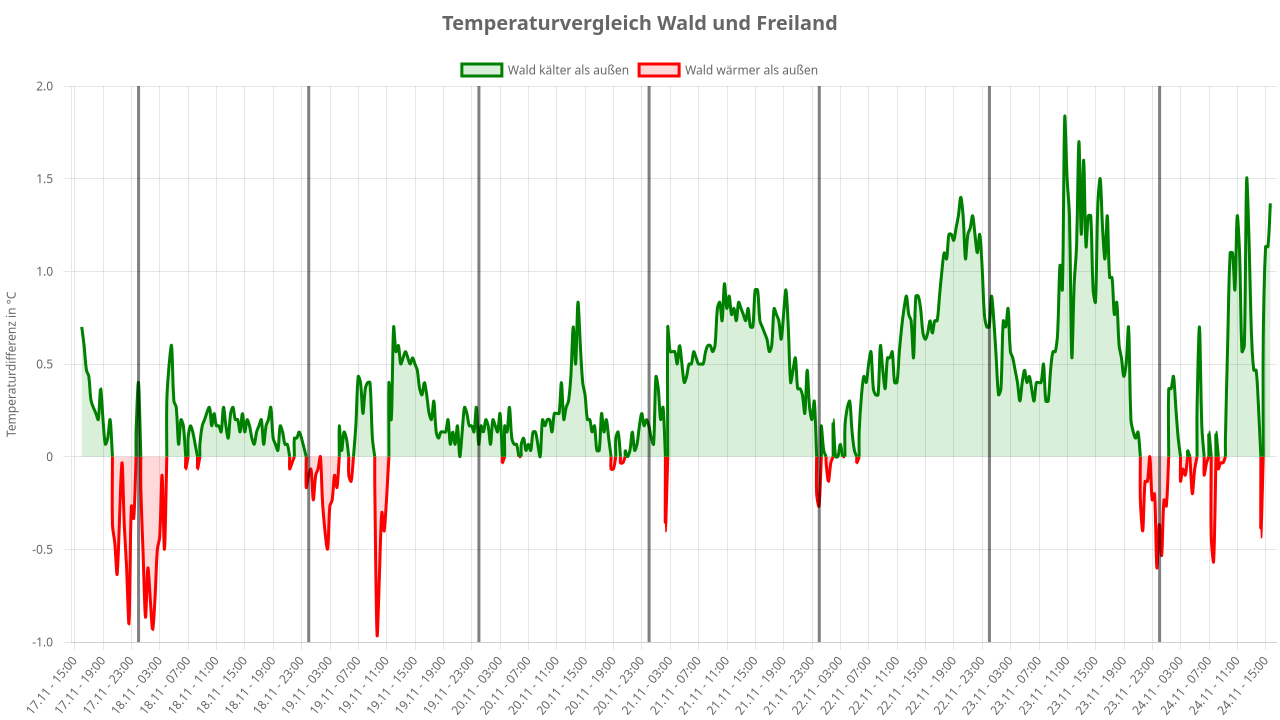 Temperaturvergleich Wald und Freiland
Wald kälter als außen Wald wärmer als außen
Temperaturdifferenz in °C
2.0
1.5
1.0
0.5
0
-0.5
-1.0
17.11 - 15:00
17.11 - 19:00
17.11 - 23:00
18.11 - 03:00
18.11 - 07:00
18.11 - 11:00
18.11 - 15:00
18.11 - 19:00
18.11 - 23:00
19.11 - 03:00
19.11 - 07:00
19.11 - 11:00
19.11 - 15:00
19.11 - 19:00
19.11 - 23:00
20.11 - 03:00
20.11 - 07:00
20.11 - 11:00
20.11 - 15:00
20.11 - 19:00
20.11 - 23:00
21.11 - 03:00
21.11 - 07:00
21.11 - 11:00
21.11 - 15:00
21.11 - 19:00
21.11 - 23:00
22.11 - 03:00
22.11 - 07:00
22.11 - 11:00
22.11 - 15:00
22.11 - 19:00
22.11 - 23:00
23.11 - 03:00
23.11 - 07:00
23.11 - 11:00
23.11 - 15:00
23.11 - 19:00
23.11 - 23:00
24.11 - 03:00
24.11 - 07:00
24.11 - 11:00
24.11 - 15:00